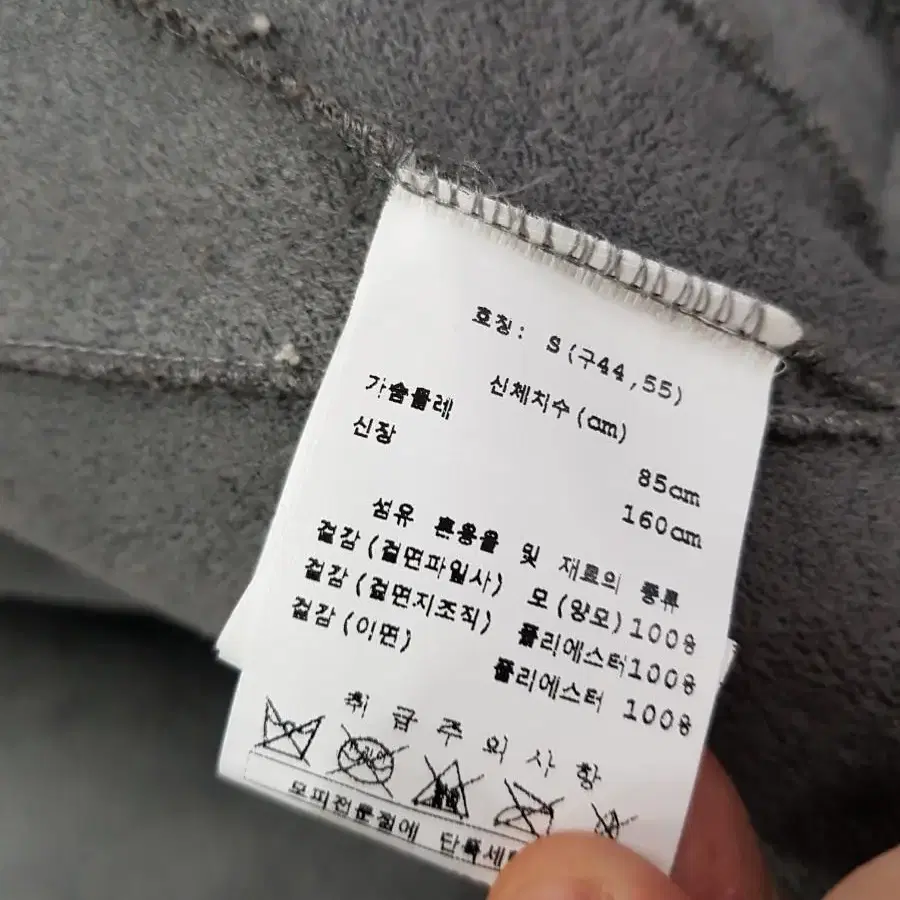 호칭: S(구44,55)
신체치수(cm)
가슴둘레 85cm
신장 160cm
섬유 혼용율 및 재료의 종류
겉감(겉면파일사) 모(양모)100%
겉감(겉면지조직) 폴리에스터100%
겉감(이면) 폴리에스터 100%
취 급 주 의 사 항
모피전문점에 단독세